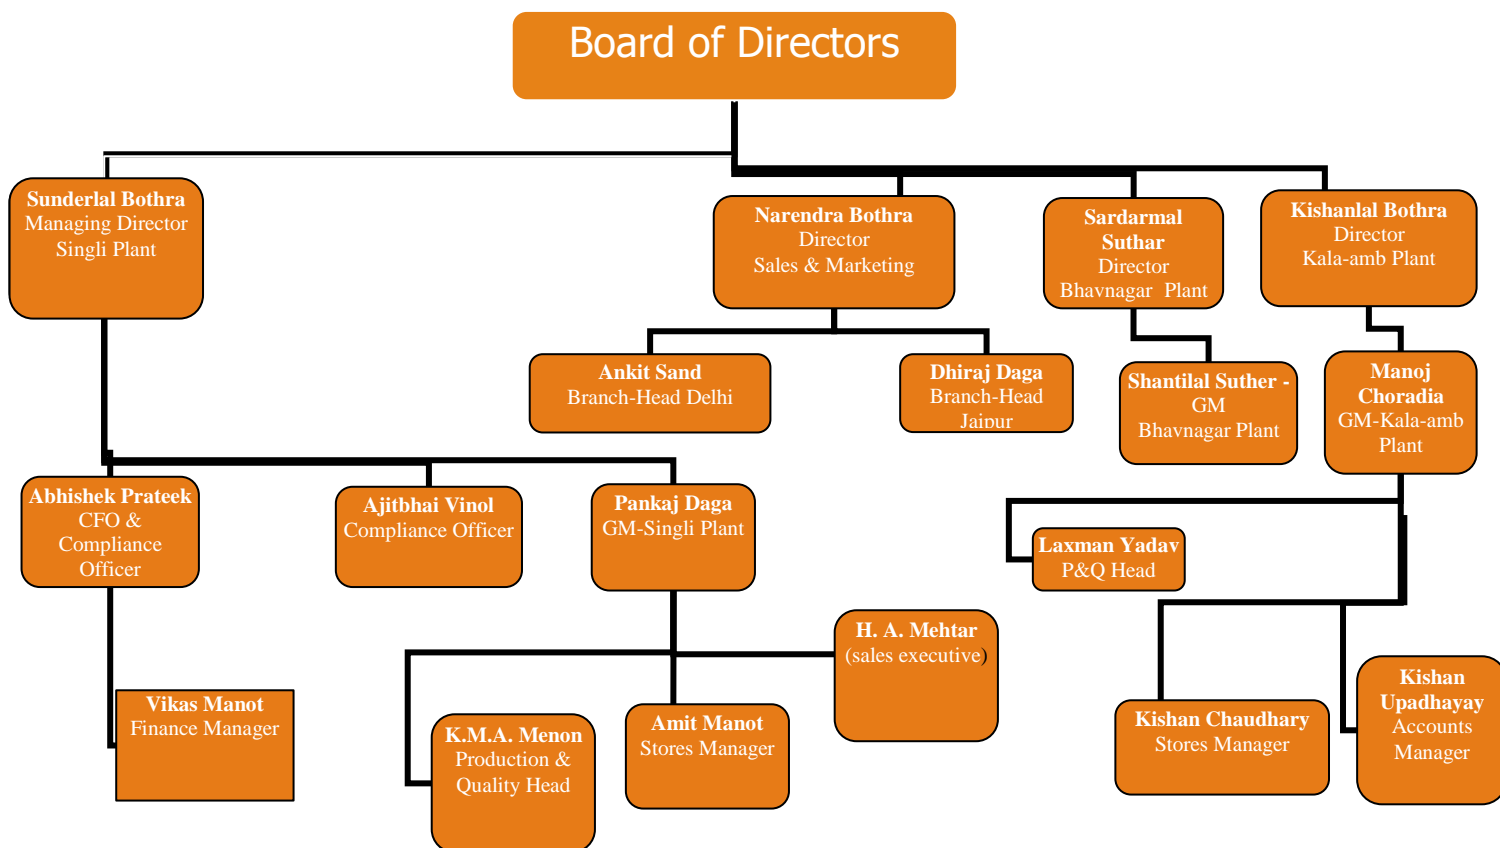 Board of Directors
Sunderlal Bothra
Managing Director
Singli Plant
Narendra Bothra
Director
Sales & Marketing
Sardarmal
Suthar
Director
Bhavnagar Plant
Kishanlal Bothra
Director
Kala-amb Plant
Ankit Sand
Branch-Head Delhi
Dhiraj Daga
Branch-Head
Jaipur
Shantilal Suther -
GM
Bhavnagar Plant
Manoj
Choradia
GM-Kala-amb
Plant
Abhishek Prateek
CFO &
Compliance
Officer
Ajitbhai Vinol
Compliance Officer
Pankaj Daga
GM-Singli Plant
Laxman Yadav
P&Q Head
H. A. Mehtar
(sales executive)
Vikas Manot
Finance Manager
K.M.A. Menon
Production &
Quality Head
Amit Manot
Stores Manager
Kishan Chaudhary
Stores Manager
Kishan
Upadhayay
Accounts
Manager